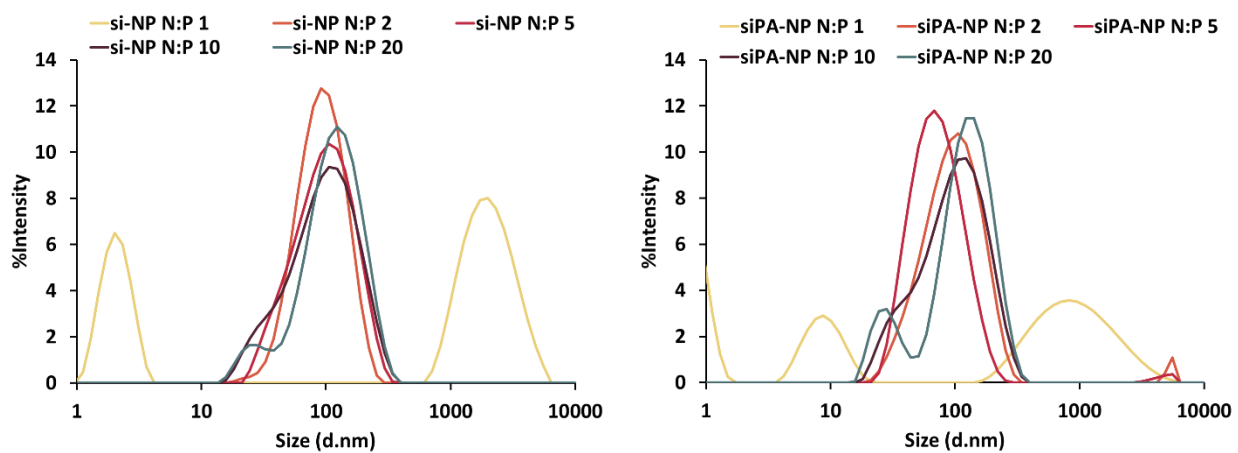 si-NP N:P 1 si-NP N:P 2 si-NP N:P 5
si-NP N:P 10 si-NP N:P 20
14
12
10
8
6
4
2
0
%Intensity
1 10 100 1000 10000
Size (d.nm)
siPA-NP N:P 1 siPA-NP N:P 2 siPA-NP N:P 5
siPA-NP N:P 10 siPA-NP N:P 20
14
12
10
8
6
4
2
0
%Intensity
1 10 100 1000 10000
Size (d.nm)